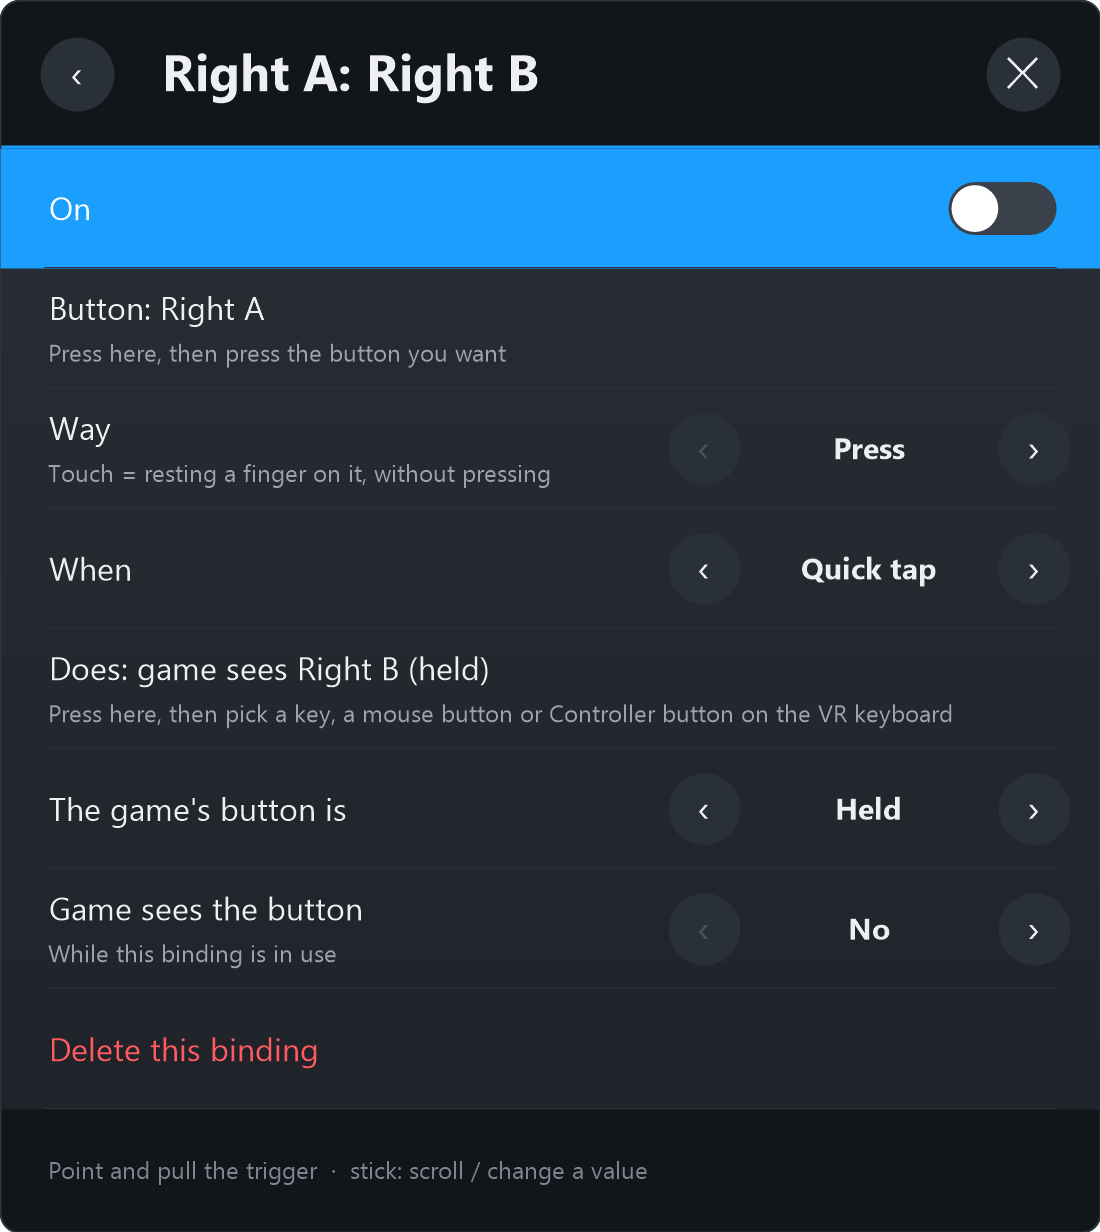 Right A: Right B
On
Button: Right A
Press here, then press the button you want
Way
Touch = resting a finger on it, without pressing
Press
When
Quick tap
Does: game sees Right B (held)
Press here, then pick a key, a mouse button or Controller button on the VR keyboard
The game's button is
Held
Game sees the button
While this binding is in use
No
Delete this binding
Point and pull the trigger · stick: scroll / change a value